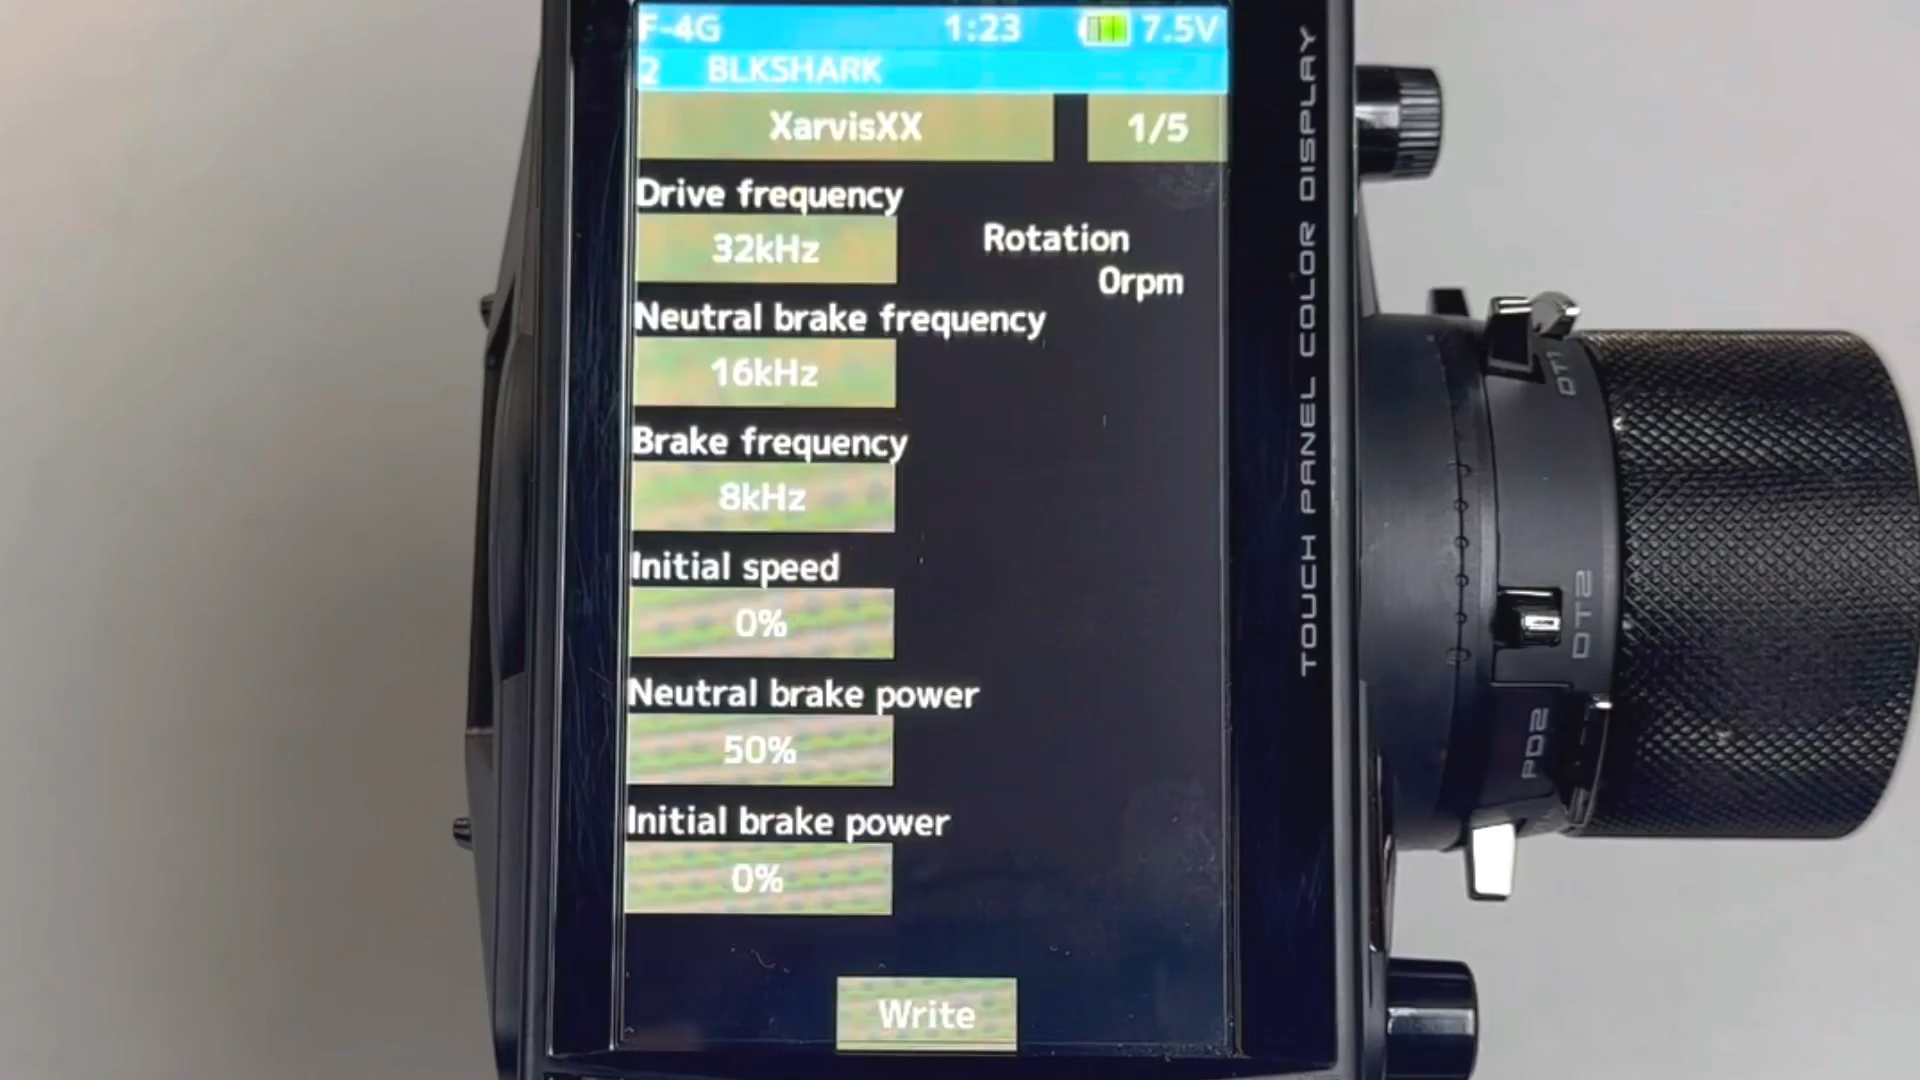 F-4G 1:23 7.5V
2 BLKSHARK
XarvisXX 1/5
Drive frequency
32kHz
Rotation
0rpm
Neutral brake frequency
16kHz
Brake frequency
8kHz
Initial speed
0%
Neutral brake power
50%
Initial brake power
0%
Write
TOUCH PANEL COLOR DISPLAY
DT1
DT2
PD2